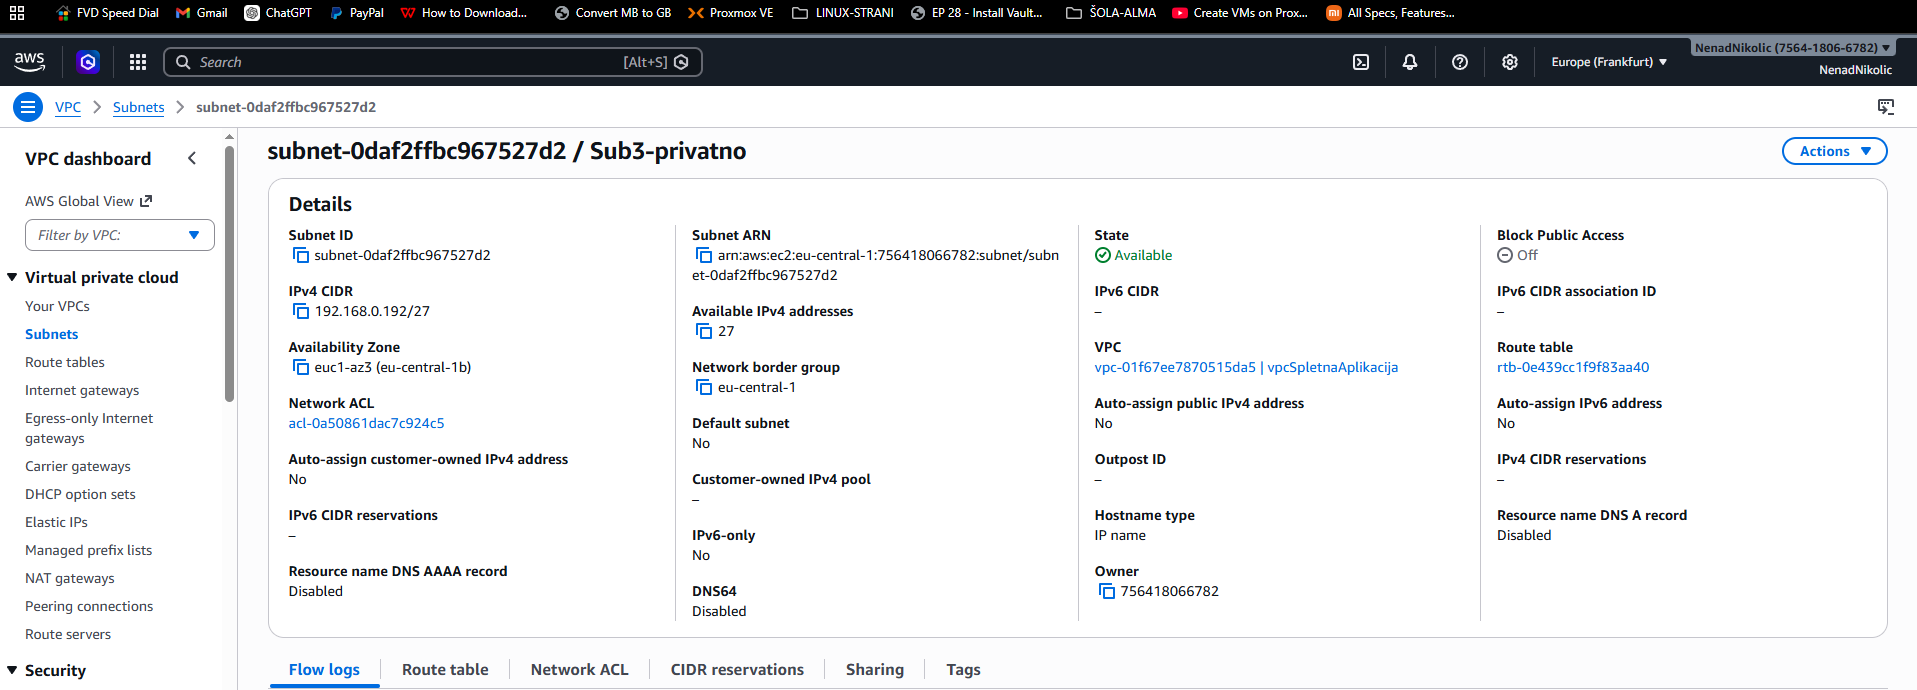 FVD Speed Dial
Gmail
ChatGPT
PayPal
How to Download...
Convert MB to GB
Proxmox VE
LINUX-STRANI
EP 28 - Install Vault...
ŠOLA-ALMA
Create VMs on Prox...
All Specs, Features...
aws
Search
[Alt+S]
Europe (Frankfurt)
NenadNikolic (7564-1806-6782)
NenadNikolic
VPC
Subnets
subnet-0daf2ffbc967527d2
VPC dashboard
AWS Global View
Filter by VPC:
Virtual private cloud
Your VPCs
Subnets
Route tables
Internet gateways
Egress-only Internet
gateways
Carrier gateways
DHCP option sets
Elastic IPs
Managed prefix lists
NAT gateways
Peering connections
Route servers
Security
subnet-0daf2ffbc967527d2 / Sub3-privatno
Actions
Details
Subnet ID
subnet-0daf2ffbc967527d2
IPv4 CIDR
192.168.0.192/27
Availability Zone
euc1-az3 (eu-central-1b)
Network ACL
acl-0a50861dac7c924c5
Auto-assign customer-owned IPv4 address
No
IPv6 CIDR reservations
–
Resource name DNS AAAA record
Disabled
Subnet ARN
arn:aws:ec2:eu-central-1:756418066782:subnet/subn
et-0daf2ffbc967527d2
Available IPv4 addresses
27
Network border group
eu-central-1
Default subnet
No
Customer-owned IPv4 pool
–
IPv6-only
No
DNS64
Disabled
State
Available
IPv6 CIDR
–
VPC
vpc-01f67ee7870515da5 | vpcSpletnaAplikacija
Auto-assign public IPv4 address
No
Outpost ID
–
Hostname type
IP name
Owner
756418066782
Block Public Access
Off
IPv6 CIDR association ID
–
Route table
rtb-0e439cc1f9f83aa40
Auto-assign IPv6 address
No
IPv4 CIDR reservations
–
Resource name DNS A record
Disabled
Flow logs
Route table
Network ACL
CIDR reservations
Sharing
Tags